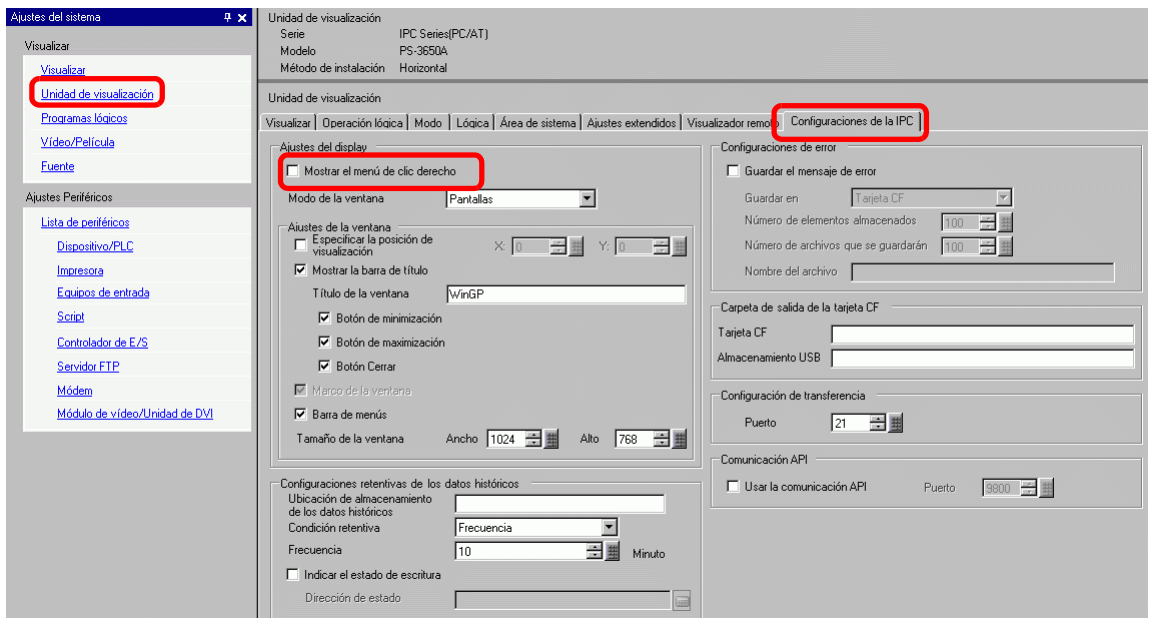 Ajustes del sistema
Visualizar
Visualizar
Unidad de visualización
Programas lógicos
Vídeo/Película
Fuente
Ajustes Periféricos
Lista de periféricos
Dispositivo/PLC
Impresora
Equipos de entrada
Script
Controlador de E/S
Servidor FTP
Módem
Módulo de vídeo/Unidad de DVI
Unidad de visualización
Serie IPC Series(PC/AT)
Modelo PS-3650A
Método de instalación Horizontal
Unidad de visualización
Visualizar Operación lógica Modo Lógica Área de sistema Ajustes extendidos Visualizador remoto Configuraciones de la IPC
Ajustes del display
Mostrar el menú de clic derecho
Modo de la ventana Pantallas
Ajustes de la ventana
Especificar la posición de
visualización X: 0 Y: 0
Mostrar la barra de título
Título de la ventana WinGP
Botón de minimización
Botón de maximización
Botón Cerrar
Marco de la ventana
Barra de menús
Tamaño de la ventana Ancho 1024 Alto 768
Configuraciones retentivas de los datos históricos
Ubicación de almacenamiento
de los datos históricos
Condición retentiva Frecuencia
Frecuencia 10 Minuto
Indicar el estado de escritura
Dirección de estado
Configuraciones de error
Guardar el mensaje de error
Guardar en Tarjeta CF
Número de elementos almacenados 100
Número de archivos que se guardarán 100
Nombre del archivo
Carpeta de salida de la tarjeta CF
Tarjeta CF
Almacenamiento USB
Configuración de transferencia
Puerto 21
Comunicación API
Usar la comunicación API Puerto 9800